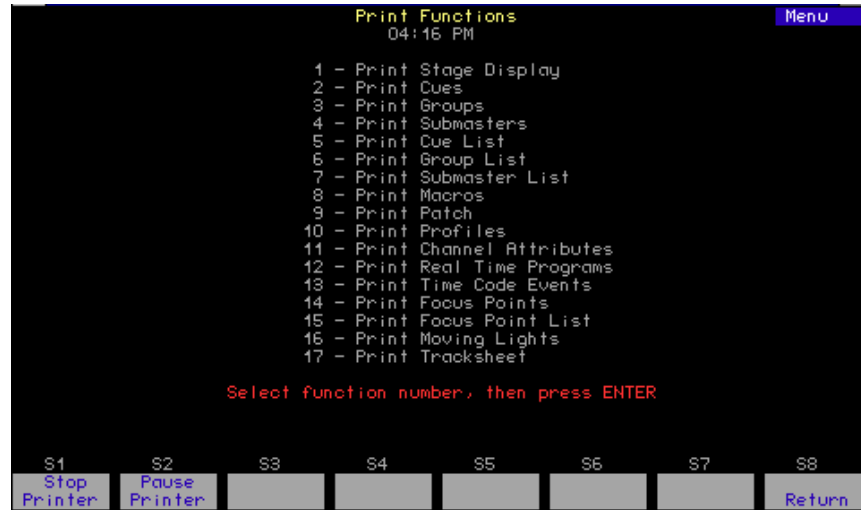 Print Functions
Menu
04:16 PM
1 - Print Stage Display
2 - Print Cues
3 - Print Groups
4 - Print Submasters
5 - Print Cue List
6 - Print Group List
7 - Print Submaster List
8 - Print Macros
9 - Print Patch
10 - Print Profiles
11 - Print Channel Attributes
12 - Print Real Time Programs
13 - Print Time Code Events
14 - Print Focus Points
15 - Print Focus Point List
16 - Print Moving Lights
17 - Print Tracksheet
Select function number, then press ENTER
S1 S2 S3 S4 S5 S6 S7 S8
Stop Pause
Printer Printer Return